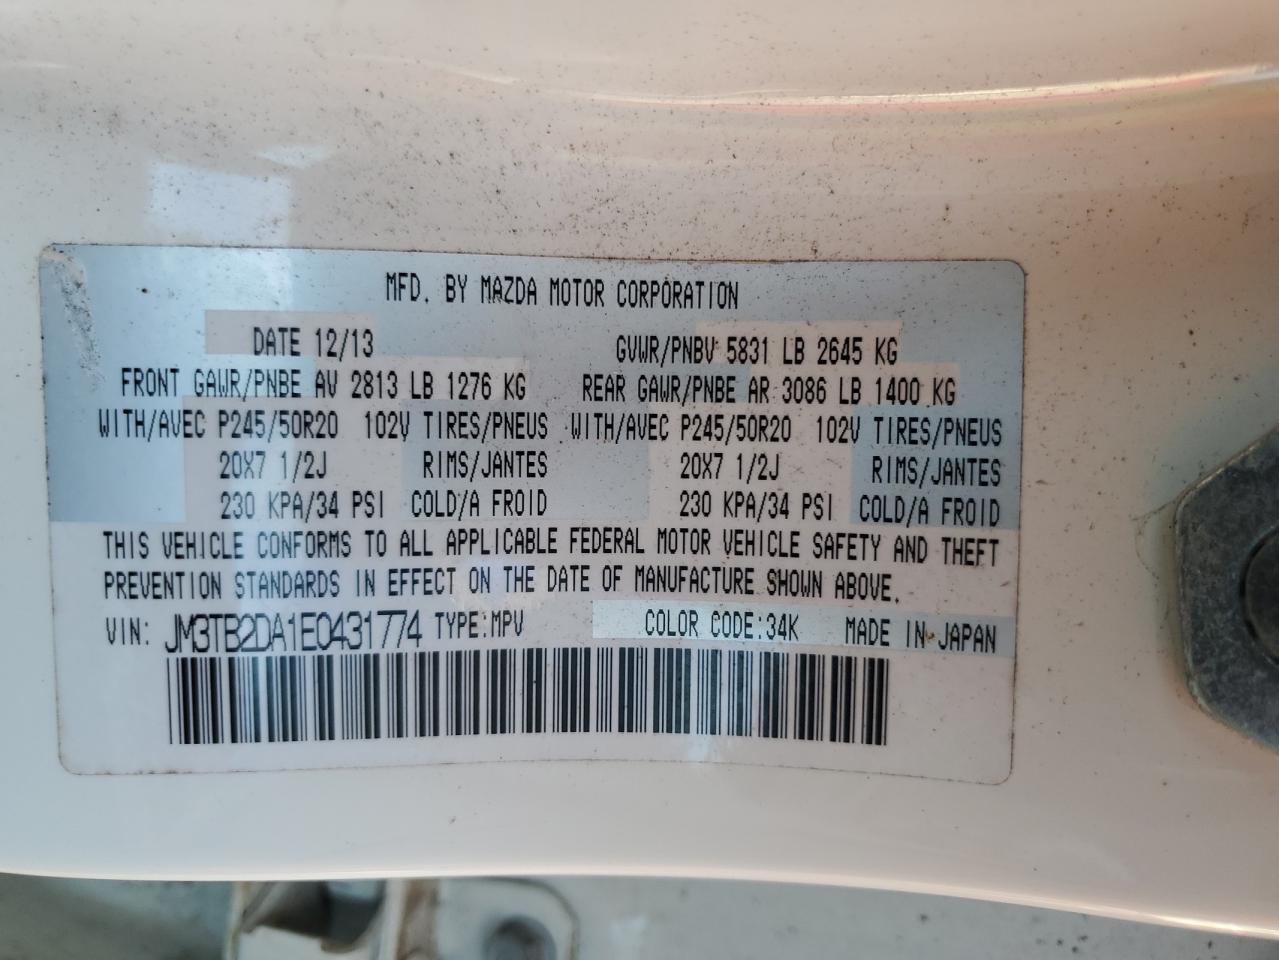 MFD. BY MAZDA MOTOR CORPORATION
DATE 12/13 GVWR/PNBV 5831 LB 2645 KG
FRONT GAWR/PNBE AV 2813 LB 1276 KG REAR GAWR/PNBE AR 3086 LB 1400 KG
WITH/AVEC P245/50R20 102V TIRES/PNEUS WITH/AVEC P245/50R20 102V TIRES/PNEUS
20X7 1/2J RIMS/JANTES 20X7 1/2J RIMS/JANTES
230 KPA/34 PSI COLD/A FROID 230 KPA/34 PSI COLD/A FROID
THIS VEHICLE CONFORMS TO ALL APPLICABLE FEDERAL MOTOR VEHICLE SAFETY AND THEFT
PREVENTION STANDARDS IN EFFECT ON THE DATE OF MANUFACTURE SHOWN ABOVE.
VIN: JM3TB2DA1E0431774 TYPE:MPV COLOR CODE:34K MADE IN JAPAN